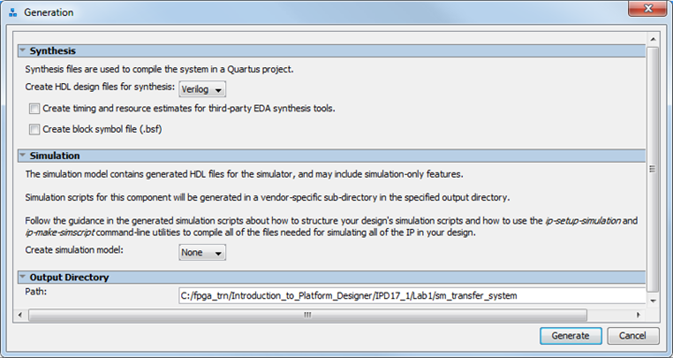 Generation
Synthesis
Synthesis files are used to compile the system in a Quartus project.
Create HDL design files for synthesis: Verilog
Create timing and resource estimates for third-party EDA synthesis tools.
Create block symbol file (.bsf)
Simulation
The simulation model contains generated HDL files for the simulator, and may include simulation-only features.
Simulation scripts for this component will be generated in a vendor-specific sub-directory in the specified output directory.
Follow the guidance in the generated simulation scripts about how to structure your design's simulation scripts and how to use the ip-setup-simulation and
ip-make-simscript command-line utilities to compile all of the files needed for simulating all of the IP in your design.
Create simulation model: None
Output Directory
Path: C:/fpga_trn/Introduction_to_Platform_Designer/IPD17_1/Lab1/sm_transfer_system
Generate Cancel